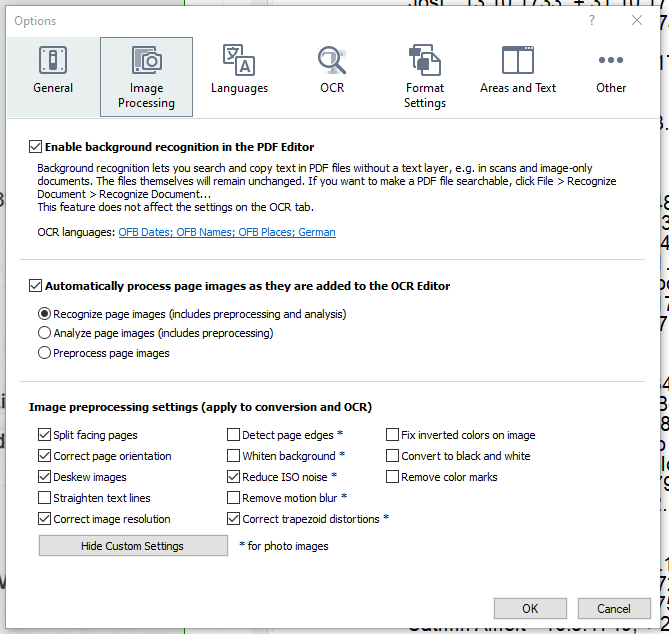 Options
?
General
Image
Processing
Languages
OCR
Format
Settings
Areas and Text
Other
Enable background recognition in the PDF Editor
Background recognition lets you search and copy text in PDF files without a text layer, e.g. in scans and image-only
documents. The files themselves will remain unchanged. If you want to make a PDF file searchable, click File > Recognize
Document > Recognize Document...
This feature does not affect the settings on the OCR tab.
OCR languages: OFB Dates; OFB Names; OFB Places; German
Automatically process page images as they are added to the OCR Editor
Recognize page images (includes preprocessing and analysis)
Analyze page images (includes preprocessing)
Preprocess page images
Image preprocessing settings (apply to conversion and OCR)
Split facing pages
Detect page edges *
Fix inverted colors on image
Correct page orientation
Whiten background *
Convert to black and white
Deskew images
Reduce ISO noise *
Remove color marks
Straighten text lines
Remove motion blur *
Correct image resolution
Correct trapezoid distortions *
Hide Custom Settings
* for photo images
OK
Cancel